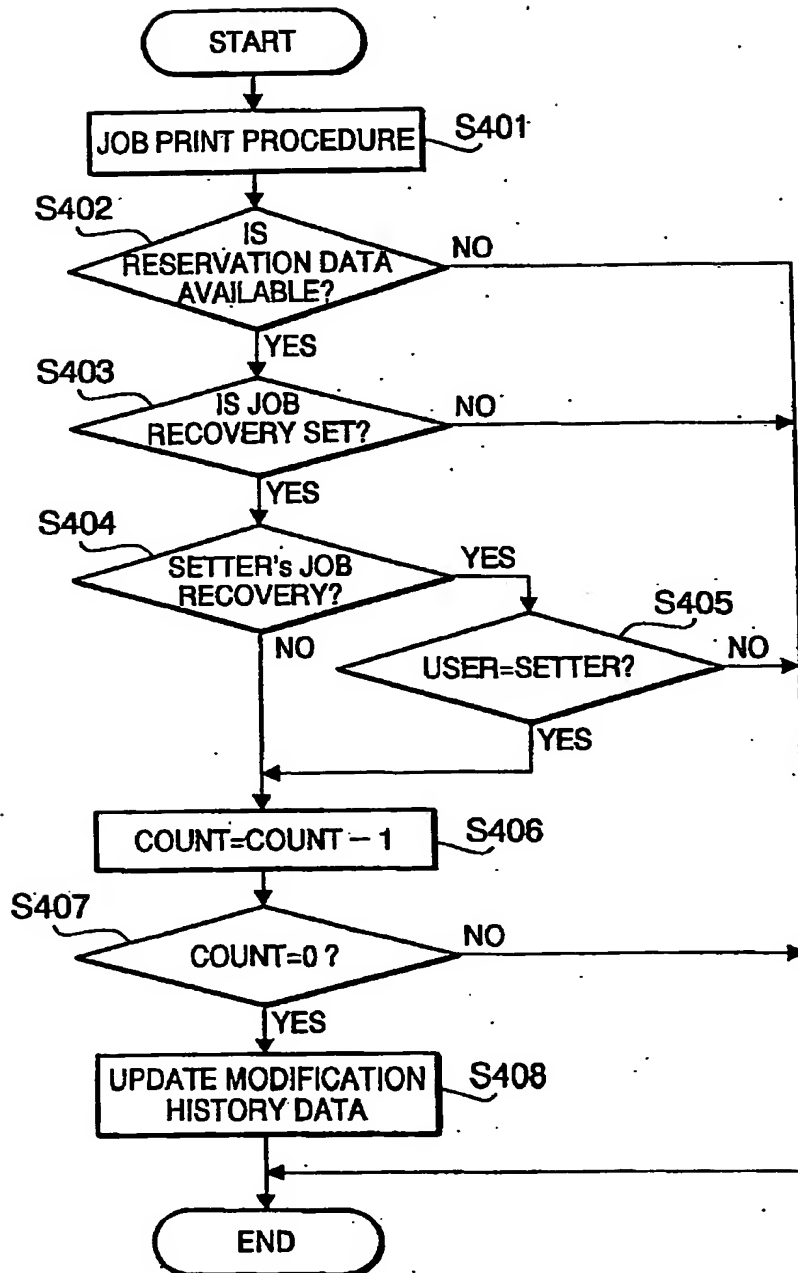 START
JOB PRINT PROCEDURE
S401
S402
IS
RESERVATION DATA
AVAILABLE?
NO
YES
S403
IS JOB
RECOVERY SET?
NO
YES
S404
SETTER's JOB
RECOVERY?
YES
NO
S405
USER=SETTER?
NO
YES
COUNT=COUNT – 1
S406
S407
COUNT=0 ?
NO
YES
UPDATE MODIFICATION
HISTORY DATA
S408
END